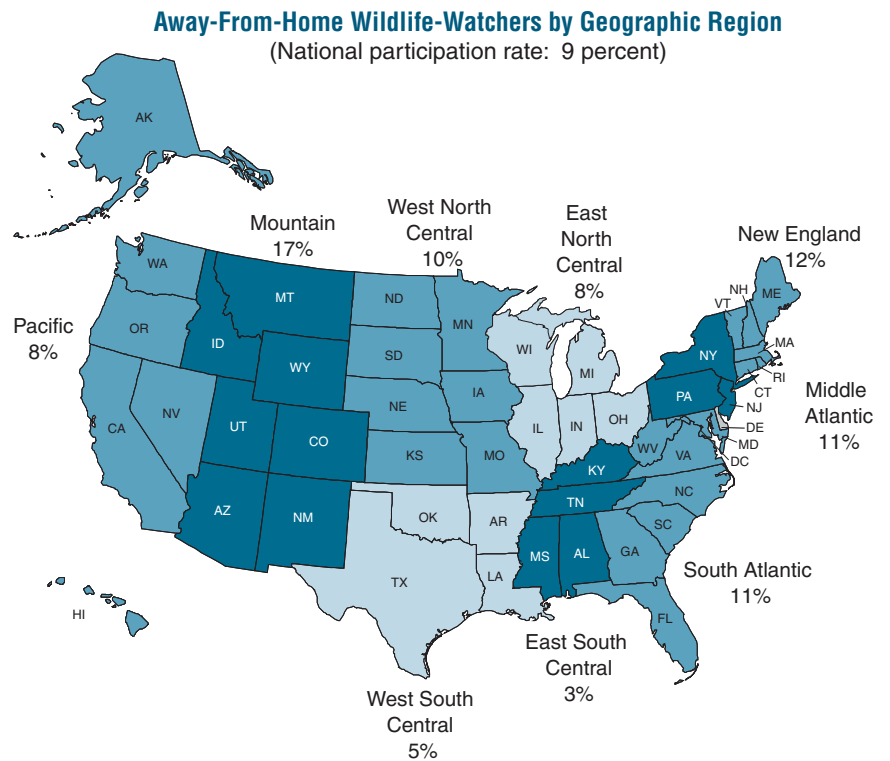 Away-From-Home Wildlife-Watchers by Geographic Region
(National participation rate: 9 percent)
AK
Mountain
17%
West North
Central
10%
East
North
Central
8%
New England
12%
Pacific
8%
WA
OR
CA
NV
ID
MT
WY
UT
CO
AZ
NM
ND
SD
NE
KS
MN
IA
MO
WI
MI
IL
IN
OH
OK
AR
TX
LA
KY
TN
MS
AL
NY
PA
VT
NH
ME
MA
RI
CT
NJ
DE
MD
DC
WV
VA
NC
SC
GA
FL
HI
Middle
Atlantic
11%
South Atlantic
11%
East South
Central
3%
West South
Central
5%